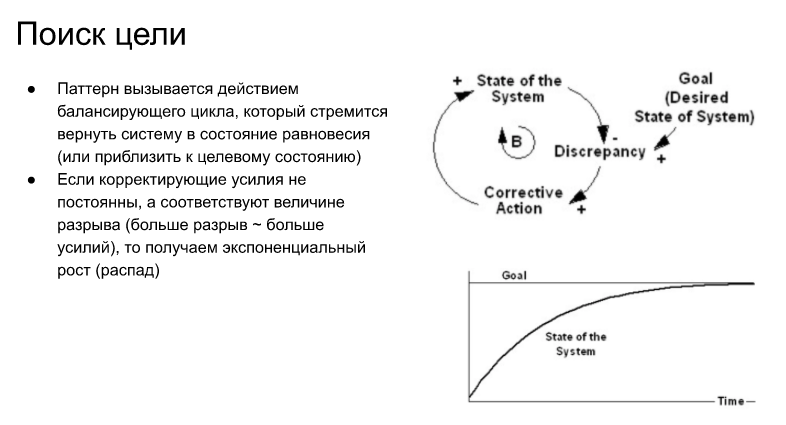 Поиск цели
● Паттерн вызывается действием
балансирующего цикла, который стремится
вернуть систему в состояние равновесия
(или приблизить к целевому состоянию)
● Если корректирующие усилия не
постоянны, а соответствуют величине
разрыва (больше разрыв ~ больше
усилий), то получаем экспоненциальный
рост (распад)
+ State of the
System
Goal
(Desired
State of System)
B
-
Discrepancy
+
Corrective
Action
+
Goal
State of the
System
Time